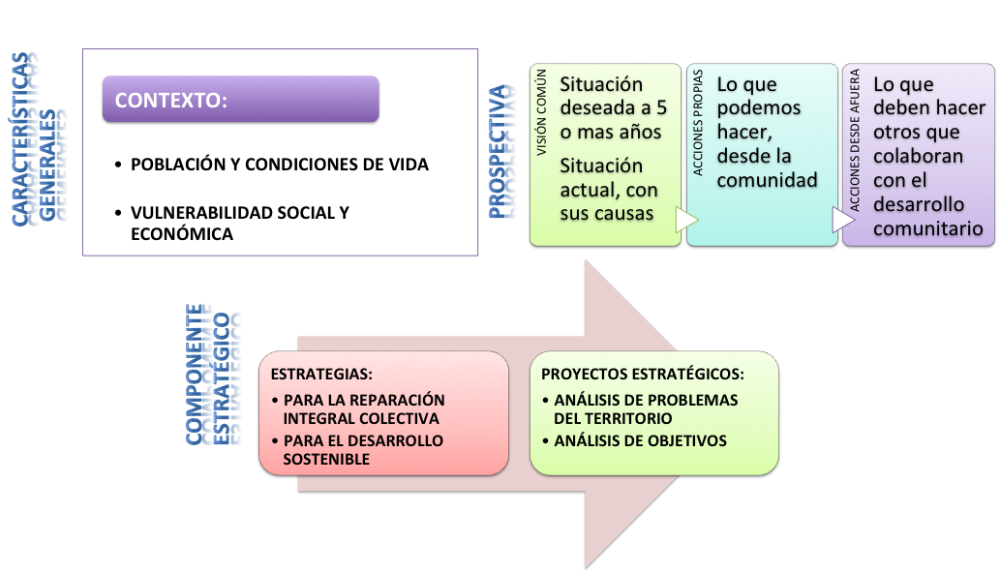 CARACTERÍSTICAS
GENERALES
CONTEXTO:
• POBLACIÓN Y CONDICIONES DE VIDA
• VULNERABILIDAD SOCIAL Y
ECONÓMICA
PROSPECTIVA
VISIÓN COMÚN
Situación
deseada a 5
o mas años
Situación
actual, con
sus causas
ACCIONES PROPIAS
Lo que
podemos
hacer,
desde la
comunidad
ACCIONES DESDE AFUERA
Lo que
deben hacer
otros que
colaboran
con el
desarrollo
comunitario
COMPONENTE
ESTRATÉGICO
ESTRATEGIAS:
• PARA LA REPARACIÓN
INTEGRAL COLECTIVA
• PARA EL DESARROLLO
SOSTENIBLE
PROYECTOS ESTRATÉGICOS:
• ANÁLISIS DE PROBLEMAS
DEL TERRITORIO
• ANÁLISIS DE OBJETIVOS